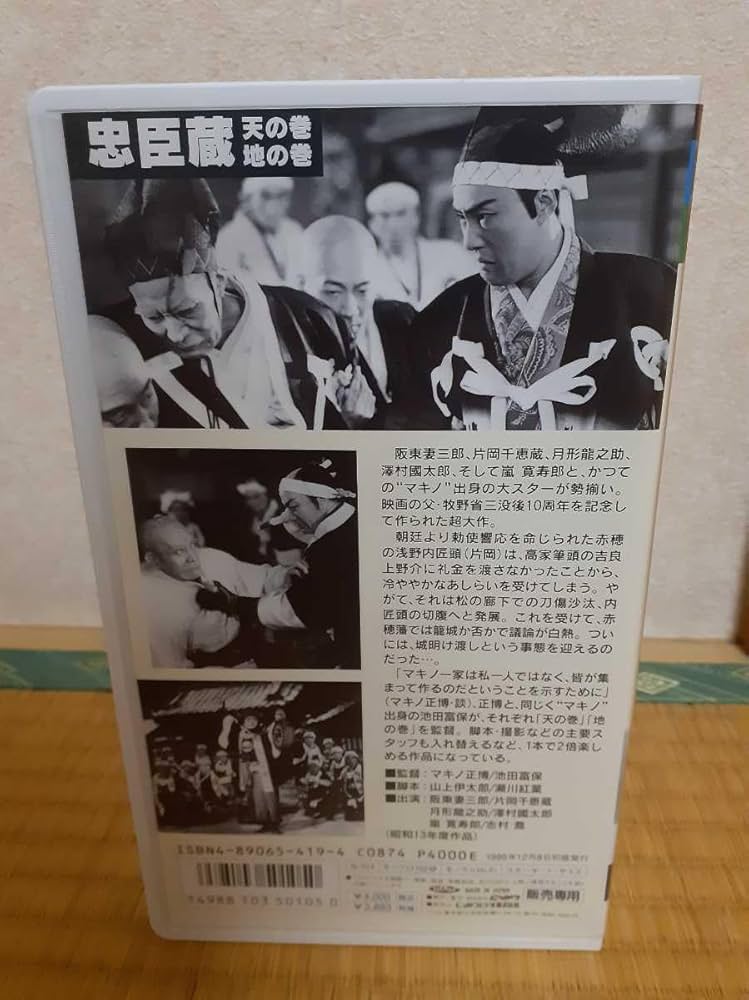 忠臣蔵 天の巻
地の巻
阪東妻三郎、片岡千恵蔵、月形龍之助、
澤村國太郎、そして嵐 寛寿郎と、かつて
の“マキノ”出身の大スターが勢揃い。
映画の父・牧野省三没後10周年を記念し
て作られた超大作。
朝廷より勅使響応を命じられた赤穂
の浅野内匠頭(片岡)は、高家筆頭の吉良
上野介に礼金を渡さなかったことから、
冷ややかなあしらいを受けてしまう。や
がて、それは松の廊下での刀傷沙汰、内
匠頭の切腹へと発展。これを受けて、赤
穂藩では籠城か否かで議論が白熱。つい
には、城明け渡しという事態を迎えるの
だった…。
「マキノ一家は私一人ではなく、皆が集
まって作るのだということを示すために」
(マキノ正博・談)、正博と、同じく“マキノ”
出身の池田富保が、それぞれ「天の巻」「地
の巻」を監督。脚本・撮影などの主要ス
タッフも入れ替えるなど、1本で2倍楽し
める作品になっている。
■監督:マキノ正博/池田富保
■脚本:山上伊太郎/瀬川紅葉
■出演:阪東妻三郎/片岡千恵蔵
月形龍之助/澤村國太郎
嵐 寛寿郎/志村 喬
(昭和13年度作品)
ISBN4-89065-419-4 C0874 P4000E
4988103501050
販売専用